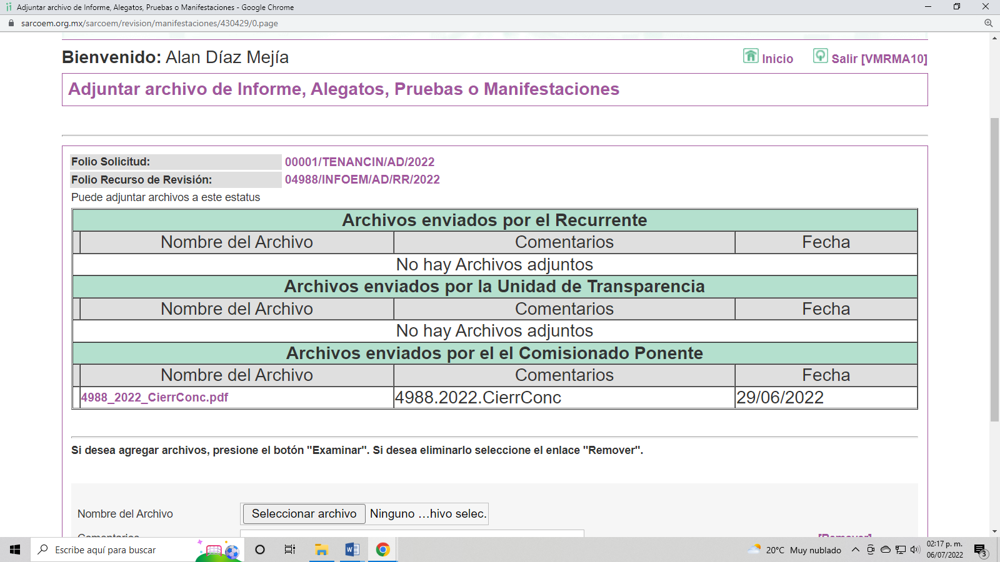 Adjuntar archivo de Informe, Alegatos, Pruebas o Manifestaciones - Google Chrome
sarcoem.org.mx/sarcoem/revision/manifestaciones/430429/0.page
Bienvenido: Alan Díaz Mejía
Inicio
Salir [VMRMA10]
Adjuntar archivo de Informe, Alegatos, Pruebas o Manifestaciones
Folio Solicitud: 00001/TENANCIN/AD/2022
Folio Recurso de Revisión: 04988/INFOEM/AD/RR/2022
Puede adjuntar archivos a este estatus
Archivos enviados por el Recurrente
Nombre del Archivo Comentarios Fecha
No hay Archivos adjuntos
Archivos enviados por la Unidad de Transparencia
Nombre del Archivo Comentarios Fecha
No hay Archivos adjuntos
Archivos enviados por el el Comisionado Ponente
Nombre del Archivo Comentarios Fecha
4988_2022_CierrConc.pdf 4988.2022.CierrConc 29/06/2022
Si desea agregar archivos, presione el botón "Examinar". Si desea eliminarlo seleccione el enlace "Remover".
Nombre del Archivo Seleccionar archivo Ninguno ...hivo selec.
Comentarios [Remover]
Escribe aquí para buscar
20°C Muy nublado
02:17 p. m.
06/07/2022
3